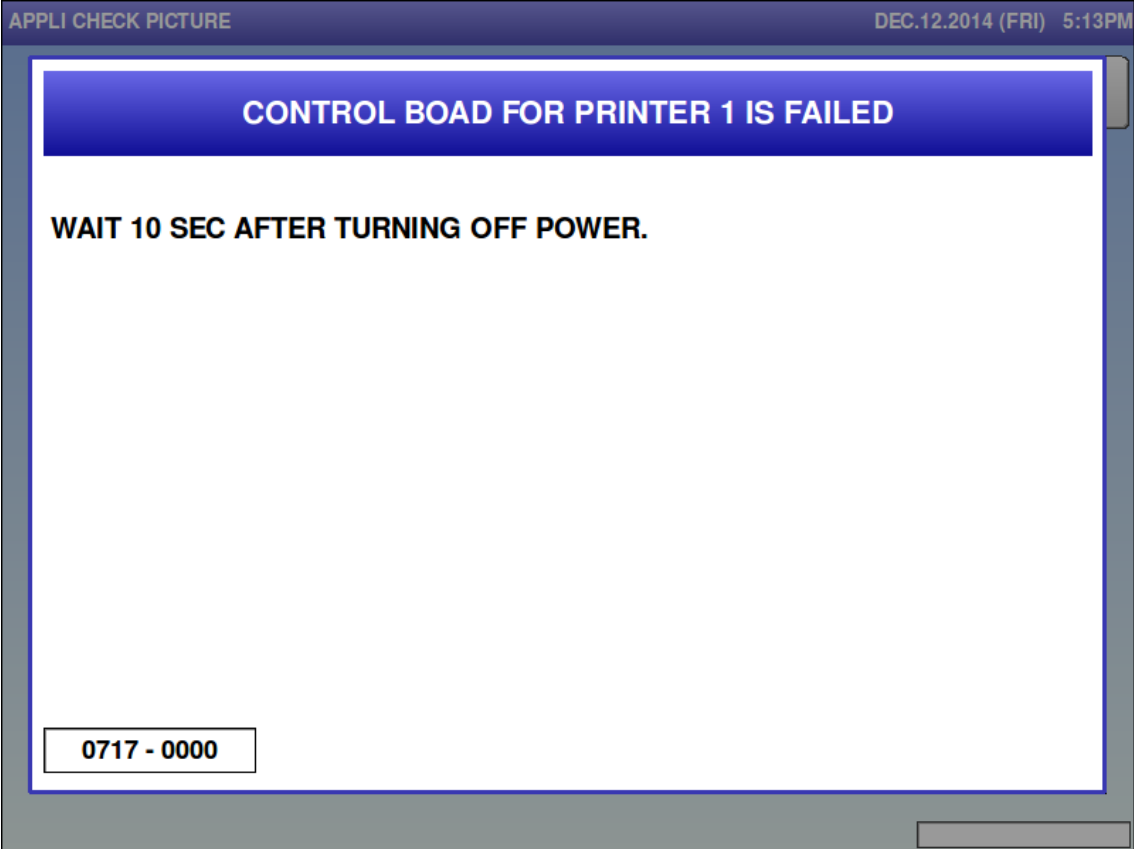 APPLI CHECK PICTURE DEC.12.2014 (FRI) 5:13PM
CONTROL BOAD FOR PRINTER 1 IS FAILED
WAIT 10 SEC AFTER TURNING OFF POWER.
0717 - 0000